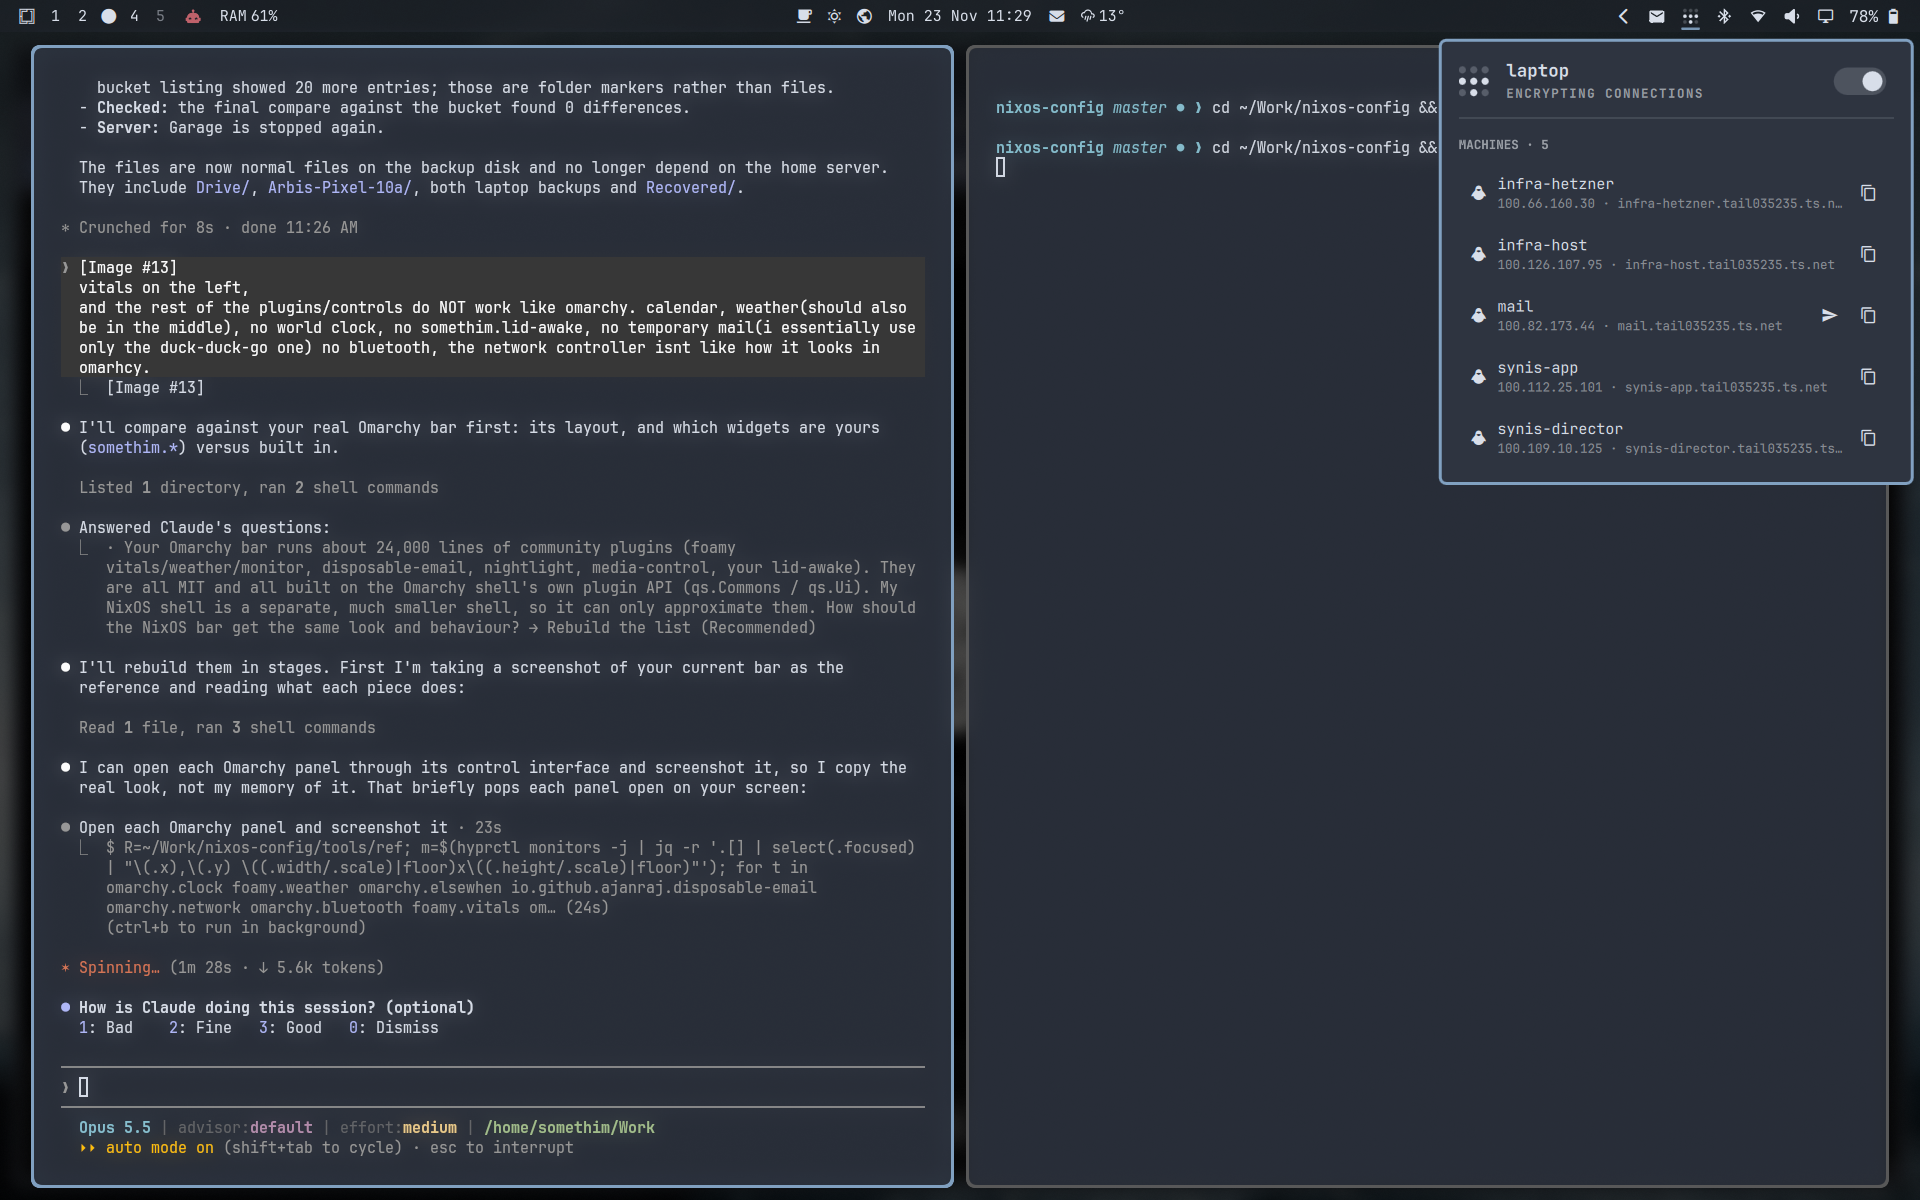 1 2 4 5 RAM 61% Mon 23 Nov 11:29 13° 78%
bucket listing showed 20 more entries; those are folder markers rather than files.
- Checked: the final compare against the bucket found 0 differences.
- Server: Garage is stopped again.
The files are now normal files on the backup disk and no longer depend on the home server.
They include Drive/, Arbis-Pixel-10a/, both laptop backups and Recovered/.
* Crunched for 8s · done 11:26 AM
❯ [Image #13]
vitals on the left,
and the rest of the plugins/controls do NOT work like omarchy. calendar, weather(should also
be in the middle), no world clock, no somethim.lid-awake, no temporary mail(i essentially use
only the duck-duck-go one) no bluetooth, the network controller isnt like how it looks in
omarhcy.
⎿ [Image #13]
● I'll compare against your real Omarchy bar first: its layout, and which widgets are yours
(somethim.*) versus built in.
Listed 1 directory, ran 2 shell commands
● Answered Claude's questions:
⎿ · Your Omarchy bar runs about 24,000 lines of community plugins (foamy
vitals/weather/monitor, disposable-email, nightlight, media-control, your lid-awake). They
are all MIT and all built on the Omarchy shell's own plugin API (qs.Commons / qs.Ui). My
NixOS shell is a separate, much smaller shell, so it can only approximate them. How should
the NixOS bar get the same look and behaviour? → Rebuild the list (Recommended)
● I'll rebuild them in stages. First I'm taking a screenshot of your current bar as the
reference and reading what each piece does:
Read 1 file, ran 3 shell commands
● I can open each Omarchy panel through its control interface and screenshot it, so I copy the
real look, not my memory of it. That briefly pops each panel open on your screen:
● Open each Omarchy panel and screenshot it · 23s
⎿ $ R=~/Work/nixos-config/tools/ref; m=$(hyprctl monitors -j | jq -r '.[] | select(.focused)
| "\(.x),\(.y) \((.width/.scale)|floor)x\((.height/.scale)|floor)"'); for t in
omarchy.clock foamy.weather omarchy.elsewhen io.github.ajanraj.disposable-email
omarchy.network omarchy.bluetooth foamy.vitals om… (24s)
(ctrl+b to run in background)
* Spinning… (1m 28s · ↓ 5.6k tokens)
● How is Claude doing this session? (optional)
1: Bad 2: Fine 3: Good 0: Dismiss
❯
Opus 5.5 | advisor:default | effort:medium | /home/somethim/Work
⏵⏵ auto mode on (shift+tab to cycle) · esc to interrupt
nixos-config master ● ❯ cd ~/Work/nixos-config &&
nixos-config master ● ❯ cd ~/Work/nixos-config &&
laptop
ENCRYPTING CONNECTIONS
MACHINES · 5
infra-hetzner
100.66.160.30 · infra-hetzner.tail035235.ts.n…
infra-host
100.126.107.95 · infra-host.tail035235.ts.net
mail
100.82.173.44 · mail.tail035235.ts.net
synis-app
100.112.25.101 · synis-app.tail035235.ts.net
synis-director
100.109.10.125 · synis-director.tail035235.ts…